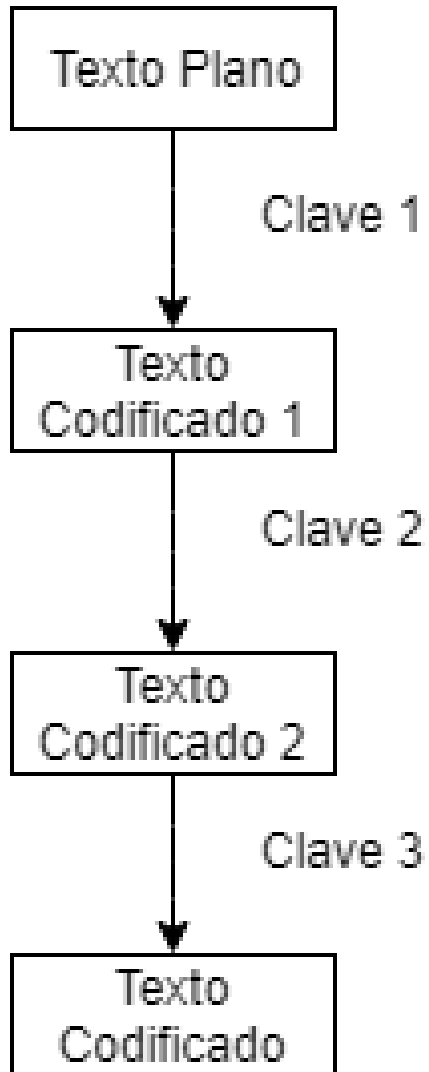 Texto Plano
Clave 1
Texto
Codificado 1
Clave 2
Texto
Codificado 2
Clave 3
Texto
Codificado